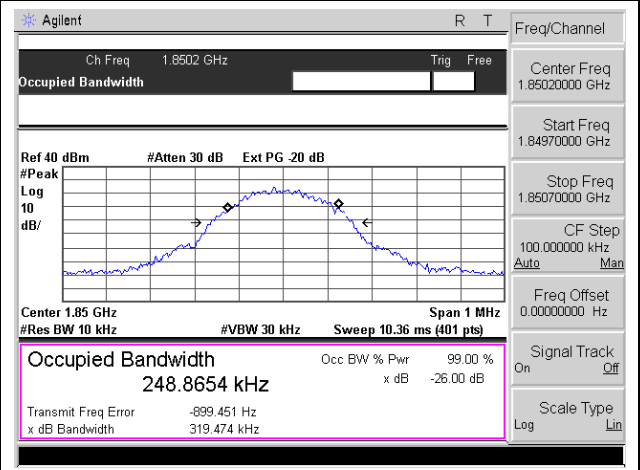 Agilent R T
Freq/Channel
Ch Freq 1.8502 GHz Trig Free
Occupied Bandwidth
Center Freq
1.85020000 GHz
Start Freq
1.84970000 GHz
Stop Freq
1.85070000 GHz
CF Step
100.000000 kHz
Auto Man
Freq Offset
0.00000000 Hz
Signal Track
On Off
Scale Type
Log Lin
Ref 40 dBm #Atten 30 dB Ext PG -20 dB
#Peak
Log
10
dB/
Center 1.85 GHz Span 1 MHz
#Res BW 10 kHz #VBW 30 kHz Sweep 10.36 ms (401 pts)
Occupied Bandwidth Occ BW % Pwr 99.00 %
248.8654 kHz x dB -26.00 dB
Transmit Freq Error -899.451 Hz
x dB Bandwidth 319.474 kHz